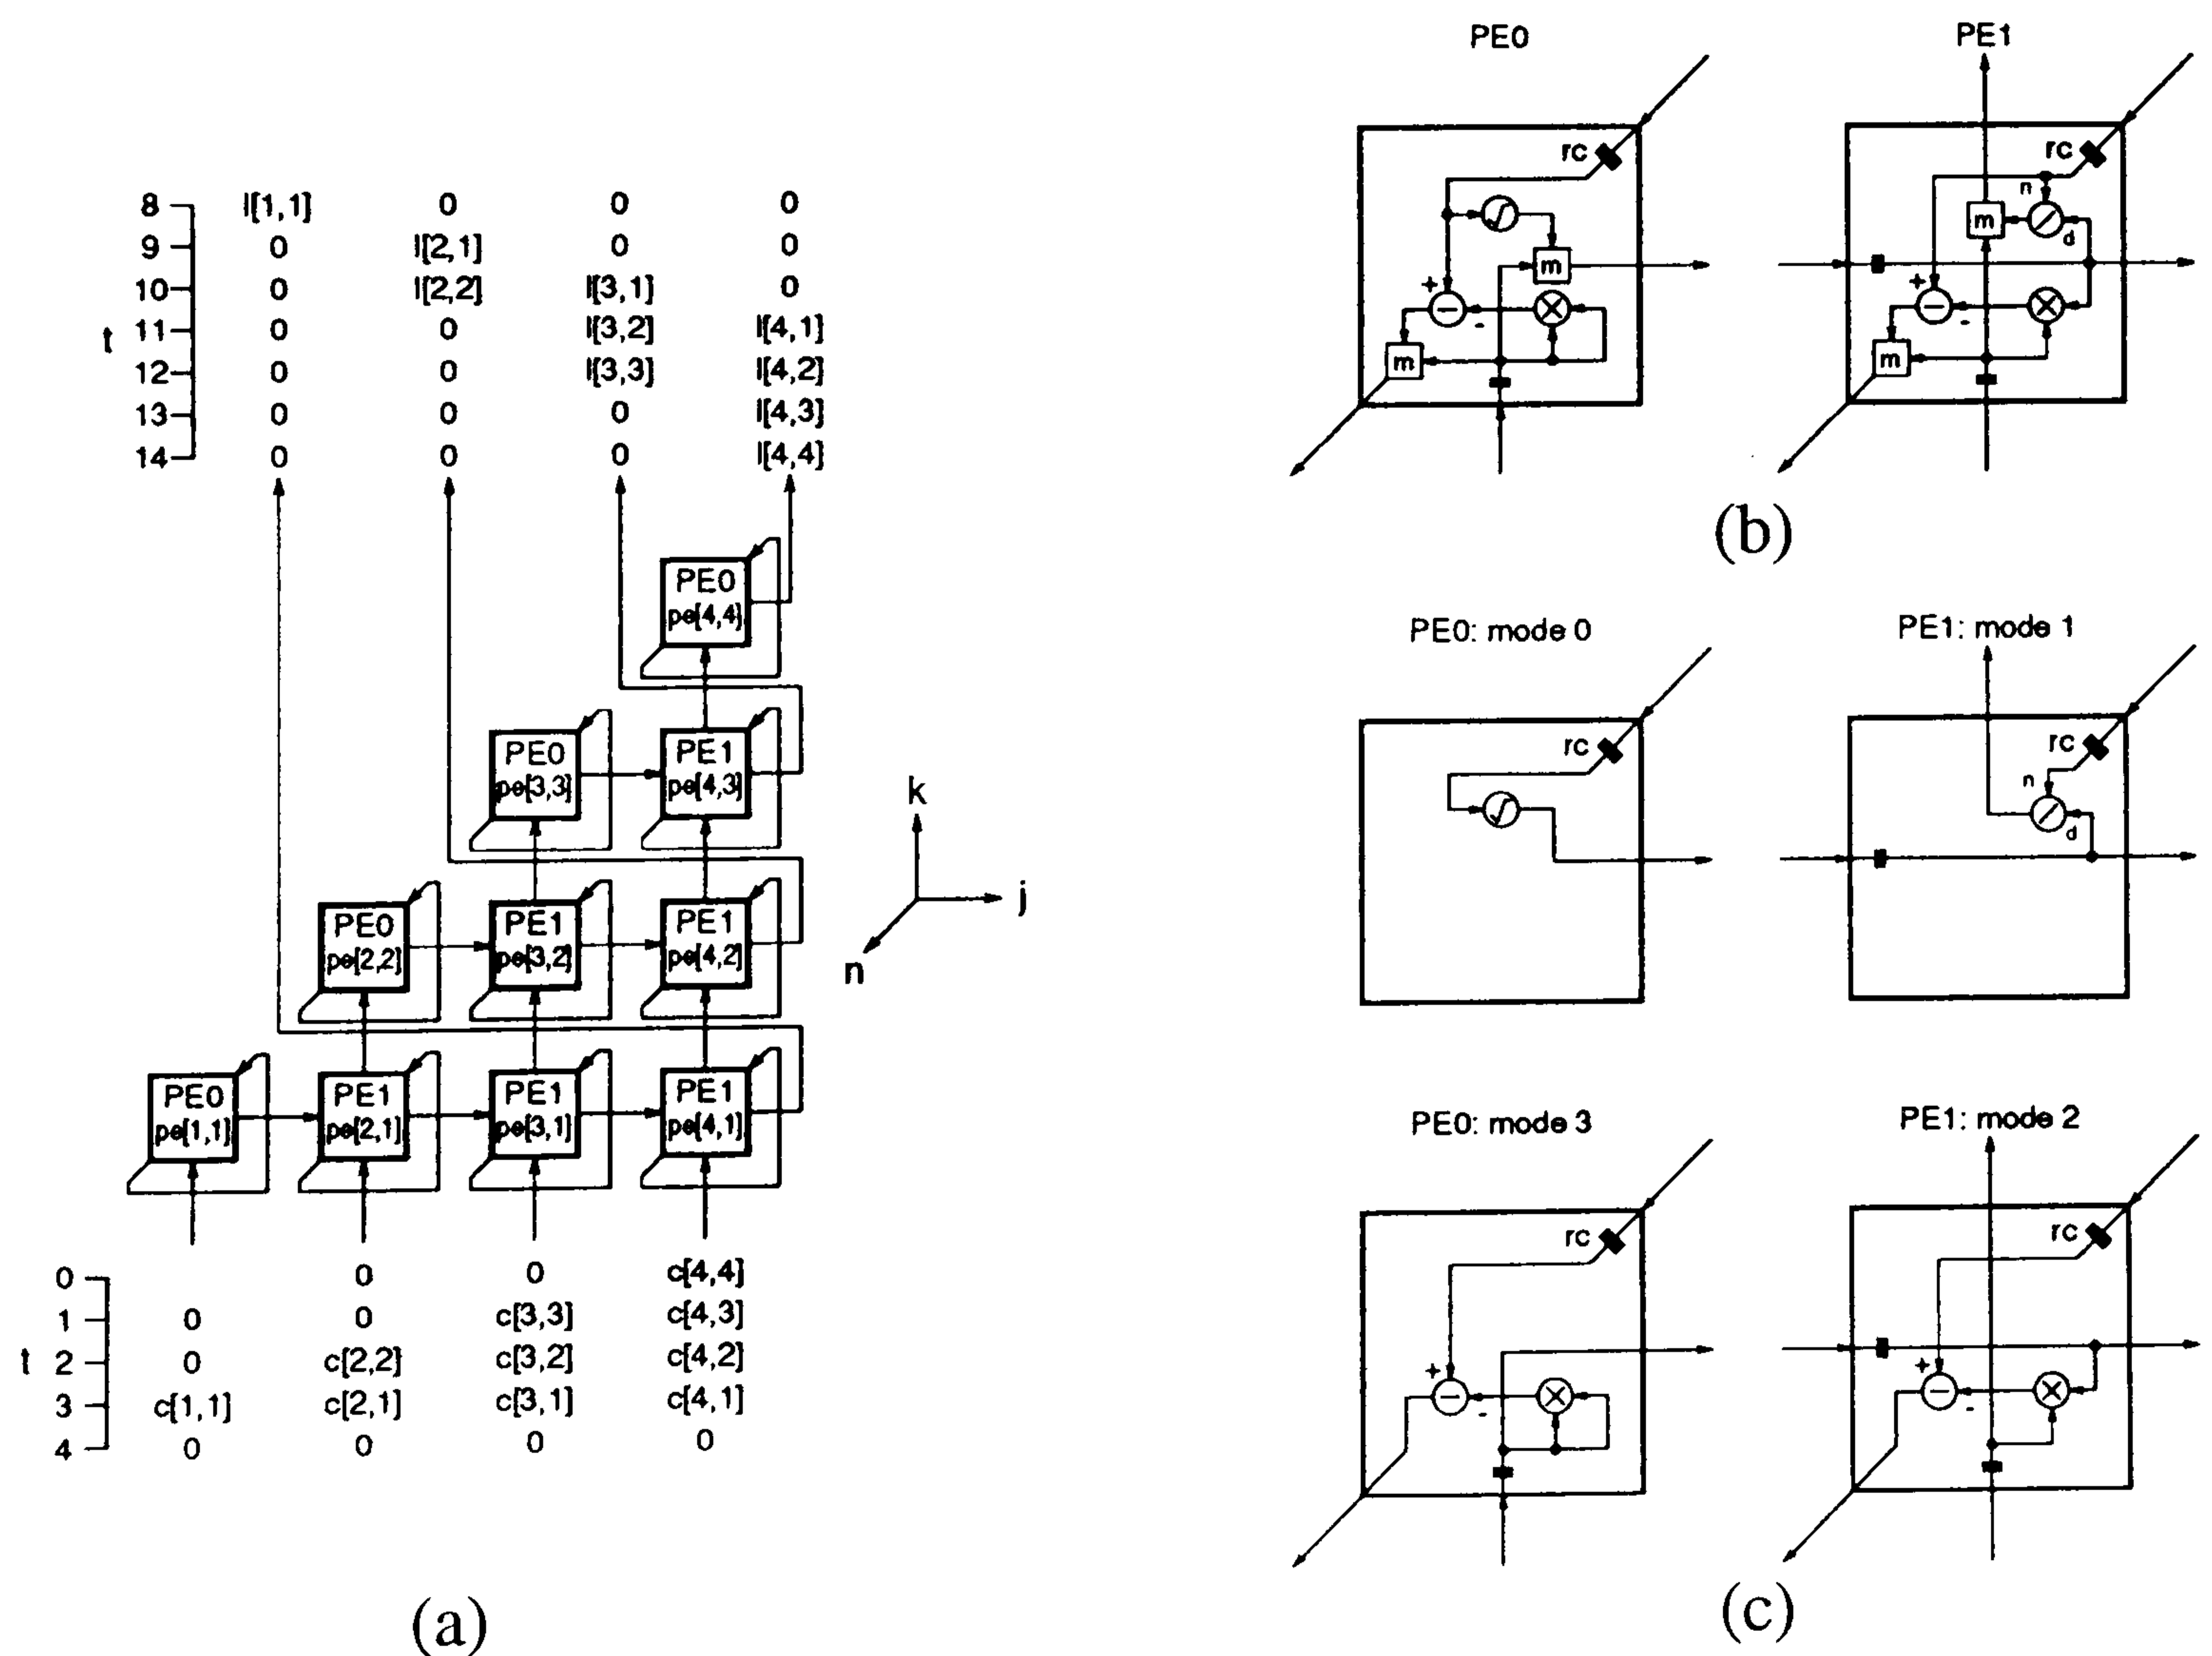 8 l[1,1] 0 0 0
9 0 l[2,1] 0 0
10 0 l[2,2] l[3,1] 0
t
11 0 0 l[3,2] l[4,1]
12 0 0 l[3,3] l[4,2]
13 0 0 0 l[4,3]
14 0 0 0 l[4,4]
PE0
pe[4,4]
PE0 PE1
pe[3,3] pe[4,3]
PE0 PE1 PE1
pe[2,2] pe[3,2] pe[4,2]
PE0 PE1 PE1 PE1
pe[1,1] pe[2,1] pe[3,1] pe[4,1]
k
j
n
0 0 0 c[4,4]
1 0 0 c[3,3] c[4,3]
t 2 0 c[2,2] c[3,2] c[4,2]
3 c[1,1] c[2,1] c[3,1] c[4,1]
4 0 0 0 0
(a)
PE0 PE1
rc rc
n
m
d
m
+ +
− - × − - ×
m m
(b)
PE0: mode 0 PE1: mode 1
rc rc
n
d
PE0: mode 3 PE1: mode 2
rc rc
+ +
− - × − - ×
(c)